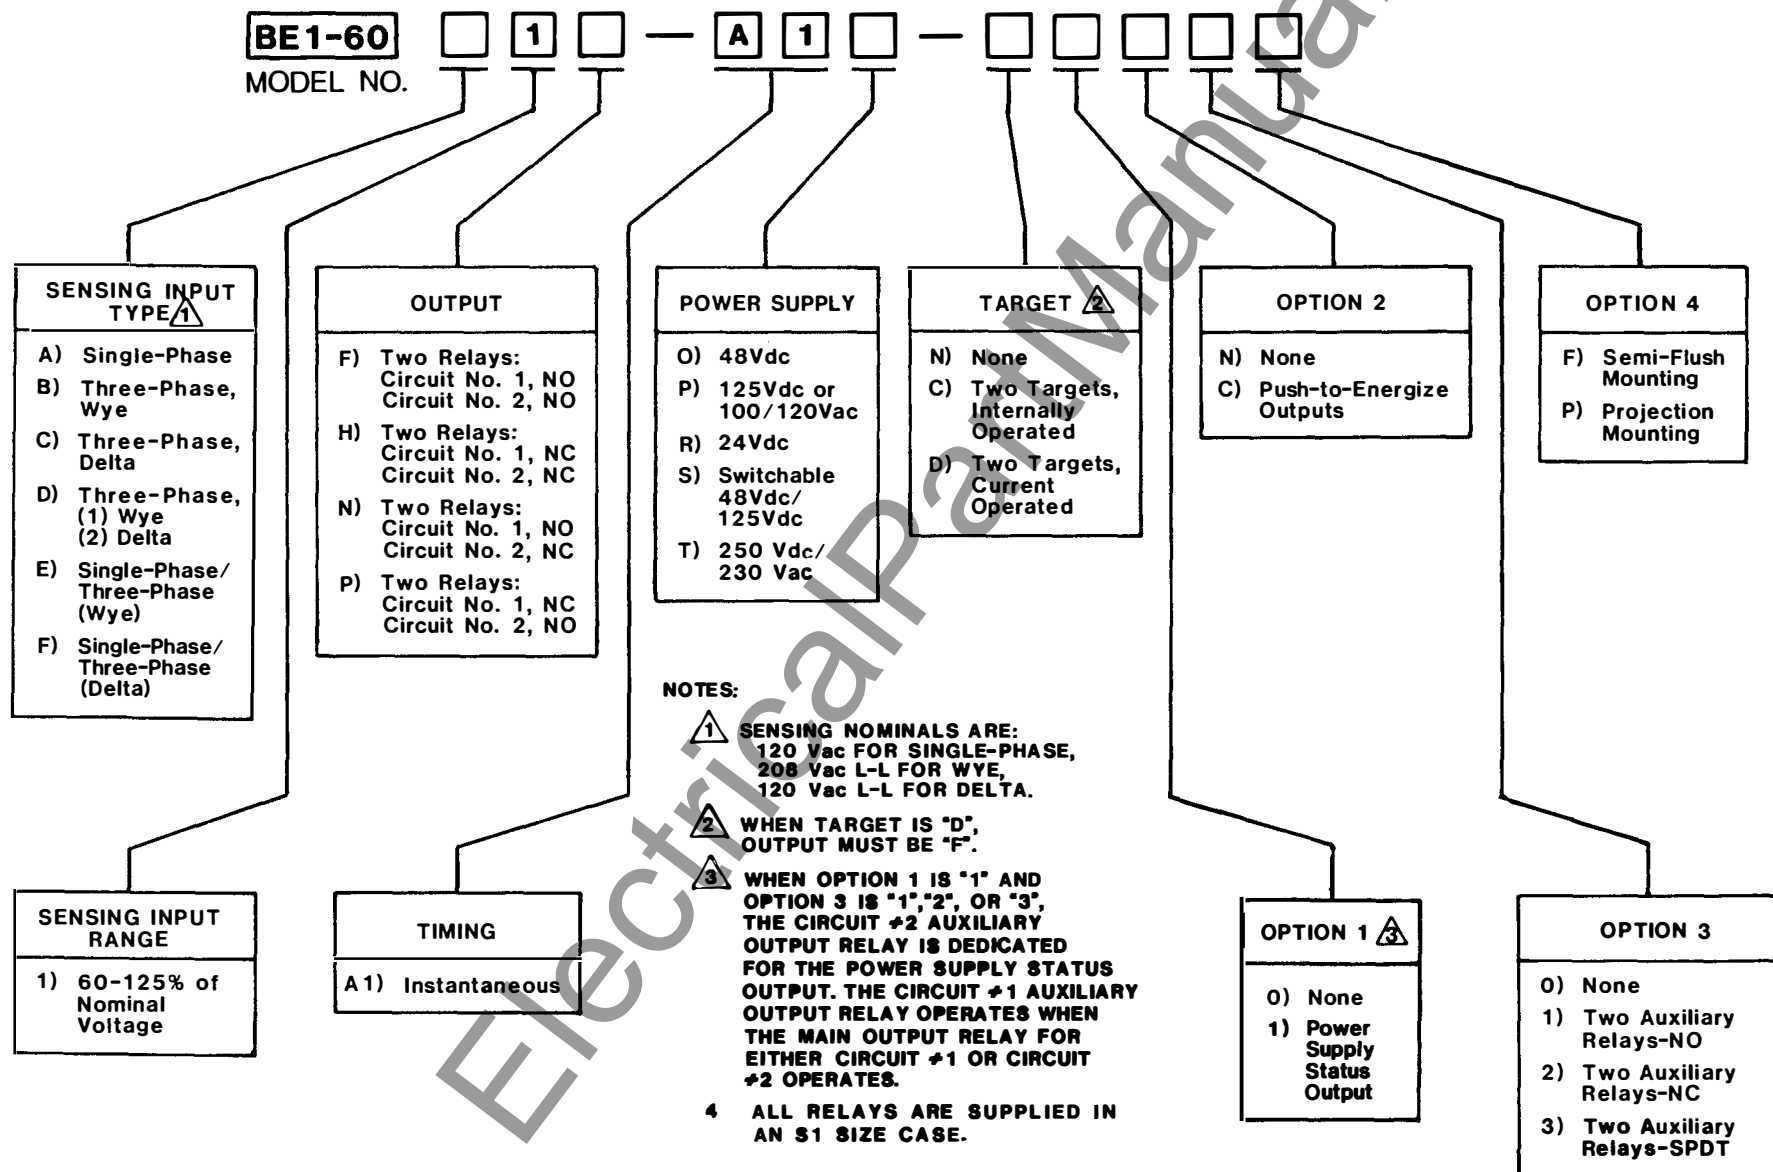 BE1-60 1 — A 1 —
MODEL NO.
SENSING INPUT
TYPE 1
A) Single-Phase
B) Three-Phase,
Wye
C) Three-Phase,
Delta
D) Three-Phase,
(1) Wye
(2) Delta
E) Single-Phase/
Three-Phase
(Wye)
F) Single-Phase/
Three-Phase
(Delta)
OUTPUT
F) Two Relays:
Circuit No. 1, NO
Circuit No. 2, NO
H) Two Relays:
Circuit No. 1, NC
Circuit No. 2, NC
N) Two Relays:
Circuit No. 1, NO
Circuit No. 2, NC
P) Two Relays:
Circuit No. 1, NC
Circuit No. 2, NO
POWER SUPPLY
O) 48Vdc
P) 125Vdc or
100/120Vac
R) 24Vdc
S) Switchable
48Vdc/
125Vdc
T) 250 Vdc/
230 Vac
TARGET 2
N) None
C) Two Targets,
Internally
Operated
D) Two Targets,
Current
Operated
OPTION 2
N) None
C) Push-to-Energize
Outputs
OPTION 4
F) Semi-Flush
Mounting
P) Projection
Mounting
NOTES:
1 SENSING NOMINALS ARE:
120 Vac FOR SINGLE-PHASE,
208 Vac L-L FOR WYE,
120 Vac L-L FOR DELTA.
2 WHEN TARGET IS "D",
OUTPUT MUST BE "F".
3 WHEN OPTION 1 IS "1" AND
OPTION 3 IS "1","2", OR "3",
THE CIRCUIT #2 AUXILIARY
OUTPUT RELAY IS DEDICATED
FOR THE POWER SUPPLY STATUS
OUTPUT. THE CIRCUIT #1 AUXILIARY
OUTPUT RELAY OPERATES WHEN
THE MAIN OUTPUT RELAY FOR
EITHER CIRCUIT #1 OR CIRCUIT
#2 OPERATES.
4 ALL RELAYS ARE SUPPLIED IN
AN S1 SIZE CASE.
SENSING INPUT
RANGE
1) 60-125% of
Nominal
Voltage
TIMING
A1) Instantaneous
OPTION 1 3
0) None
1) Power
Supply
Status
Output
OPTION 3
0) None
1) Two Auxiliary
Relays-NO
2) Two Auxiliary
Relays-NC
3) Two Auxiliary
Relays-SPDT
ElectricalPartManua